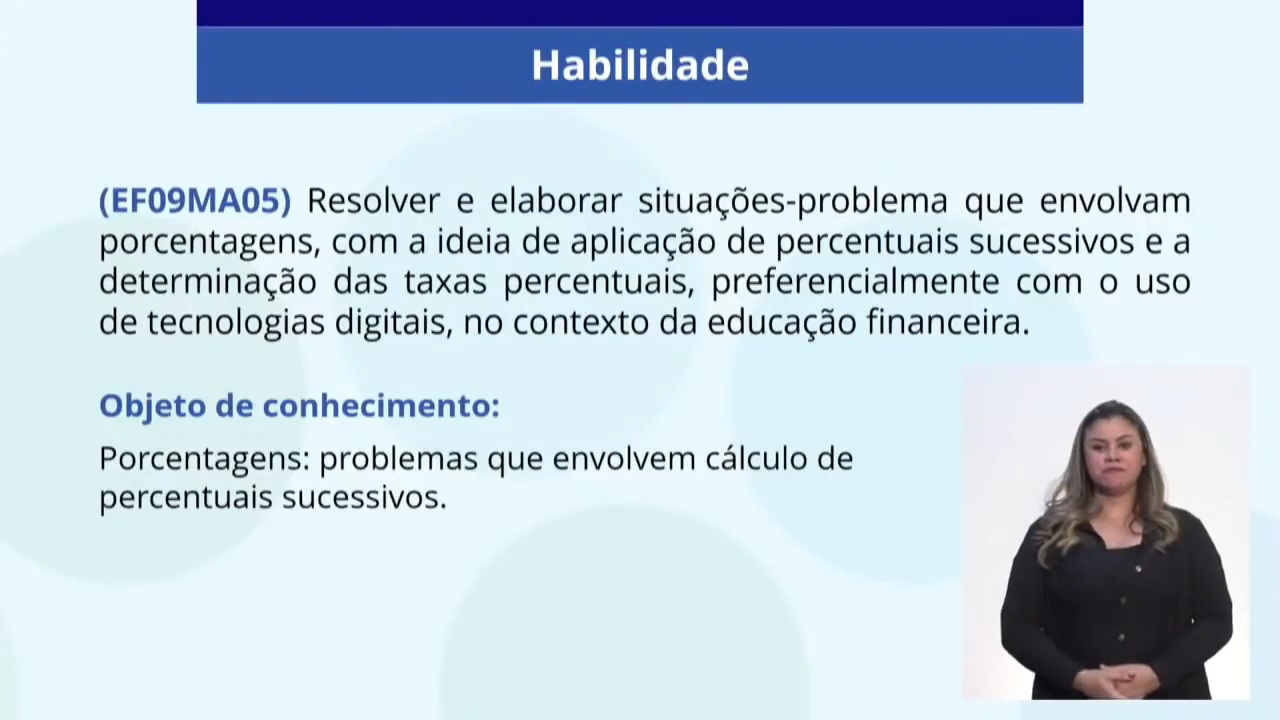 Habilidade
(EF09MA05) Resolver e elaborar situações-problema que envolvam
porcentagens, com a ideia de aplicação de percentuais sucessivos e a
determinação das taxas percentuais, preferencialmente com o uso
de tecnologias digitais, no contexto da educação financeira.
Objeto de conhecimento:
Porcentagens: problemas que envolvem cálculo de
percentuais sucessivos.